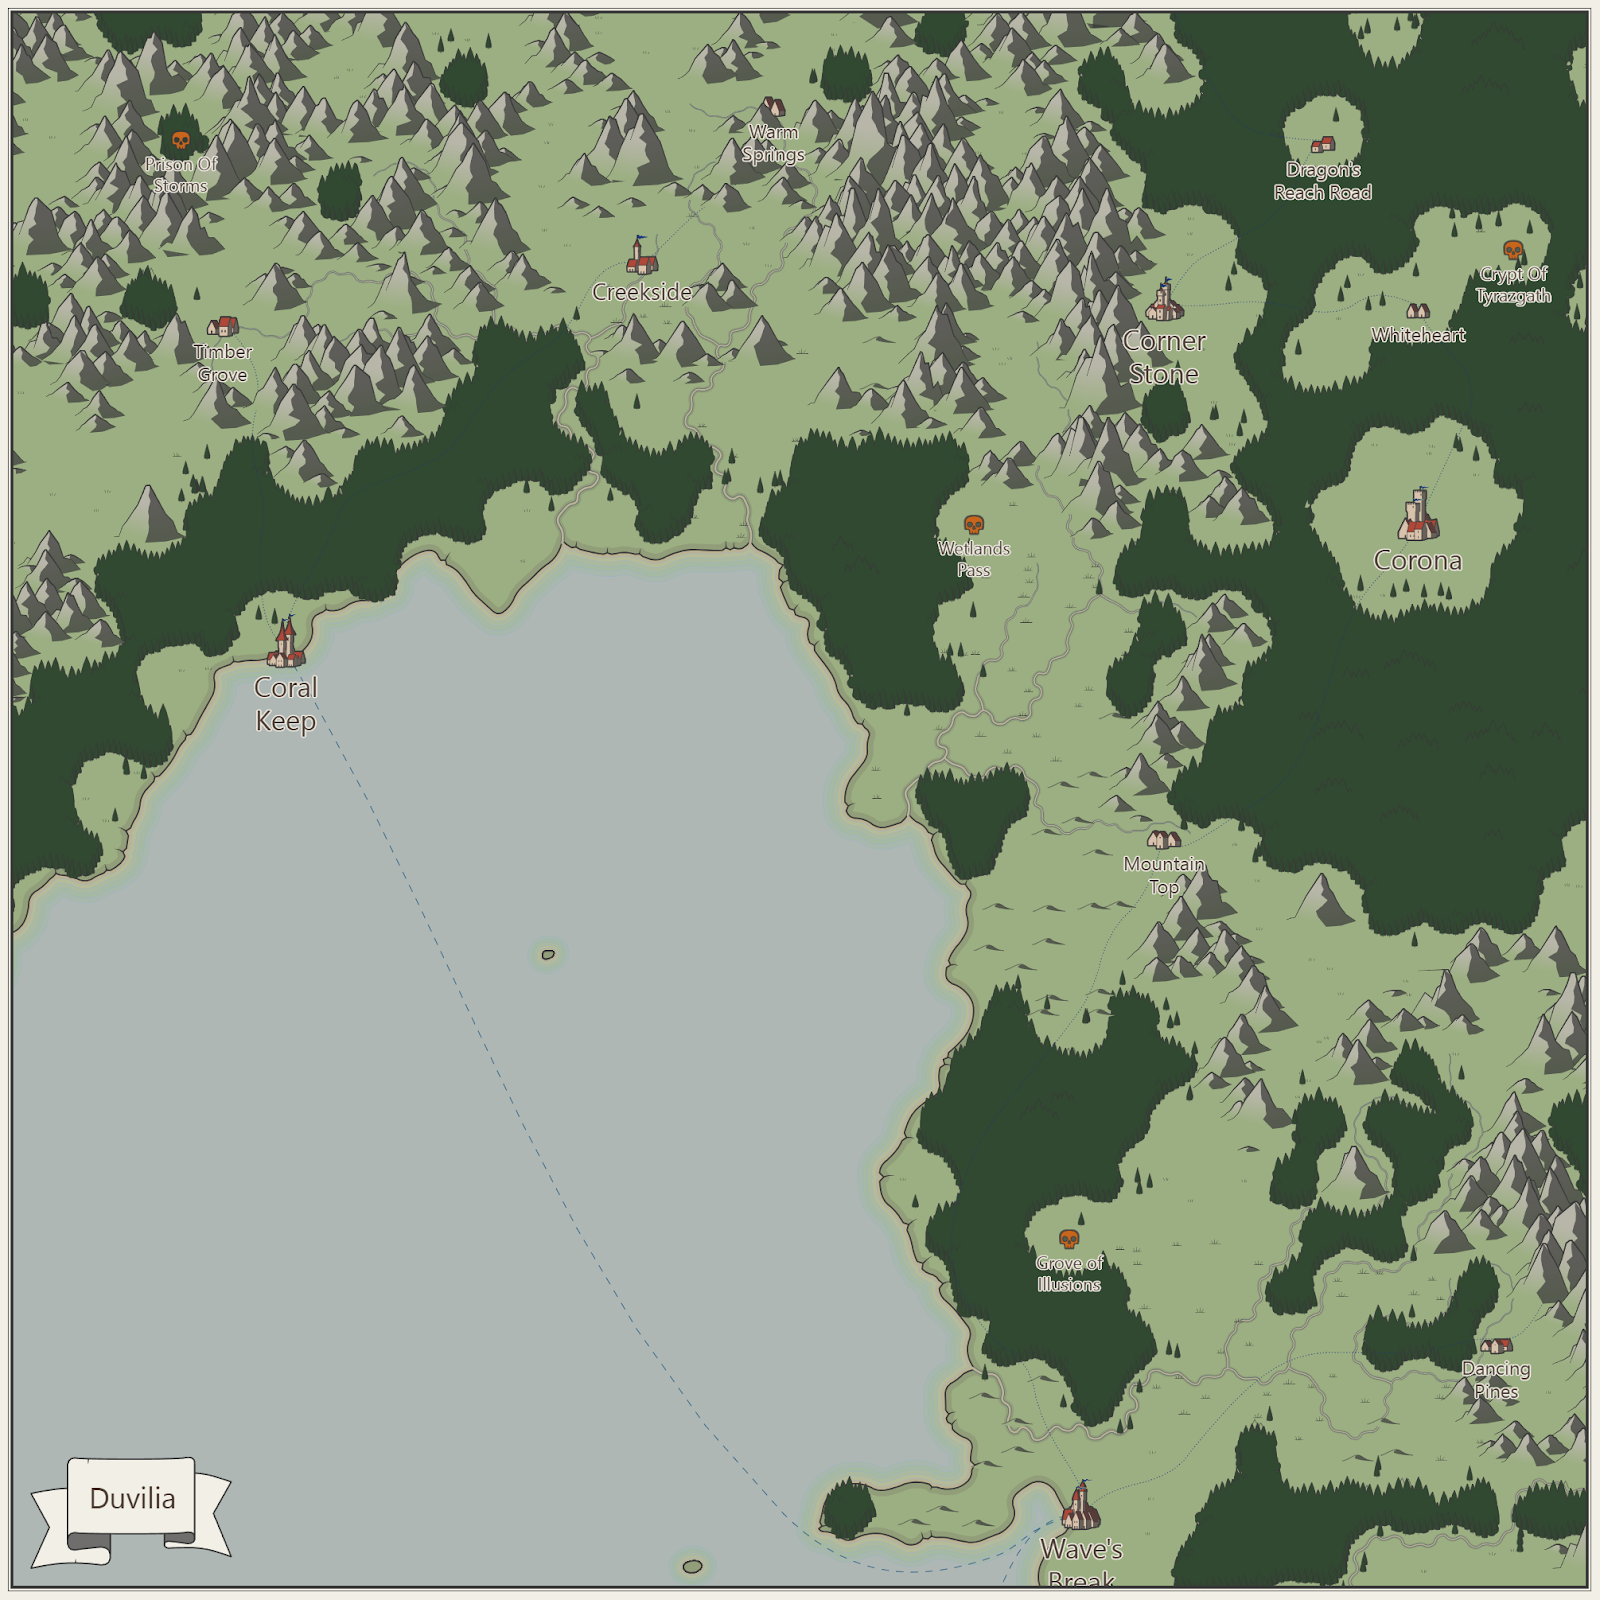 Warm
Springs
Prison Of
Storms
Dragon's
Reach Road
Creekside
Crypt Of
Tyrazgath
Whiteheart
Corner
Stone
Timber
Grove
Wetlands
Pass
Corona
Coral
Keep
Mountain
Top
Grove of
Illusions
Dancing
Pines
Duvilia
Wave's
Break